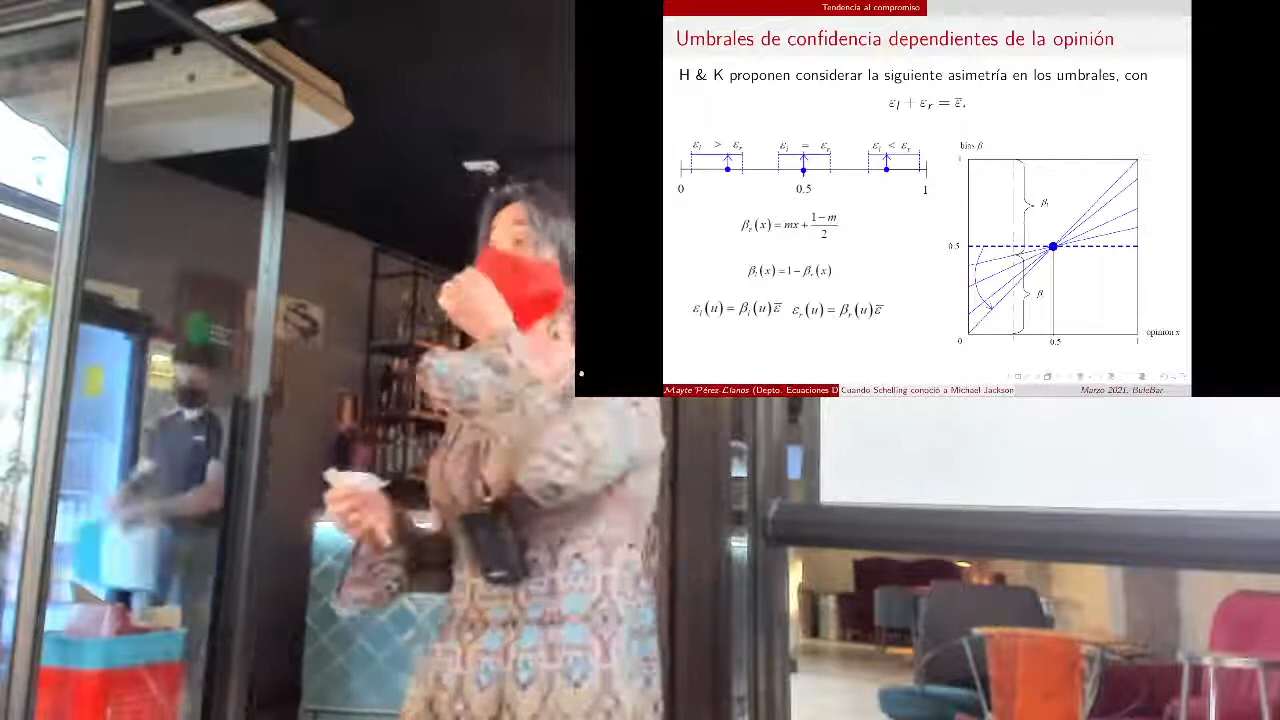 Tendencia al compromiso
Umbrales de confidencia dependientes de la opinión
H & K proponen considerar la siguiente asimetría en los umbrales, con
ε_l + ε_r = ε̅.
ε_l > ε_r ε_l = ε_r ε_l < ε_r
0 0.5 1
β_r(x) = mx + (1−m)/2
β_l(x) = 1 − β_r(x)
ε_l(u) = β_l(u) ε̅ ε_r(u) = β_r(u) ε̅
bias β
1
β_l
0.5
0 0.5 1
opinión x
Mayte Pérez-Llanos (Depto. Ecuaciones D
Cuando Schelling conoció a Michael Jackson
Marzo 2021. BuleBar